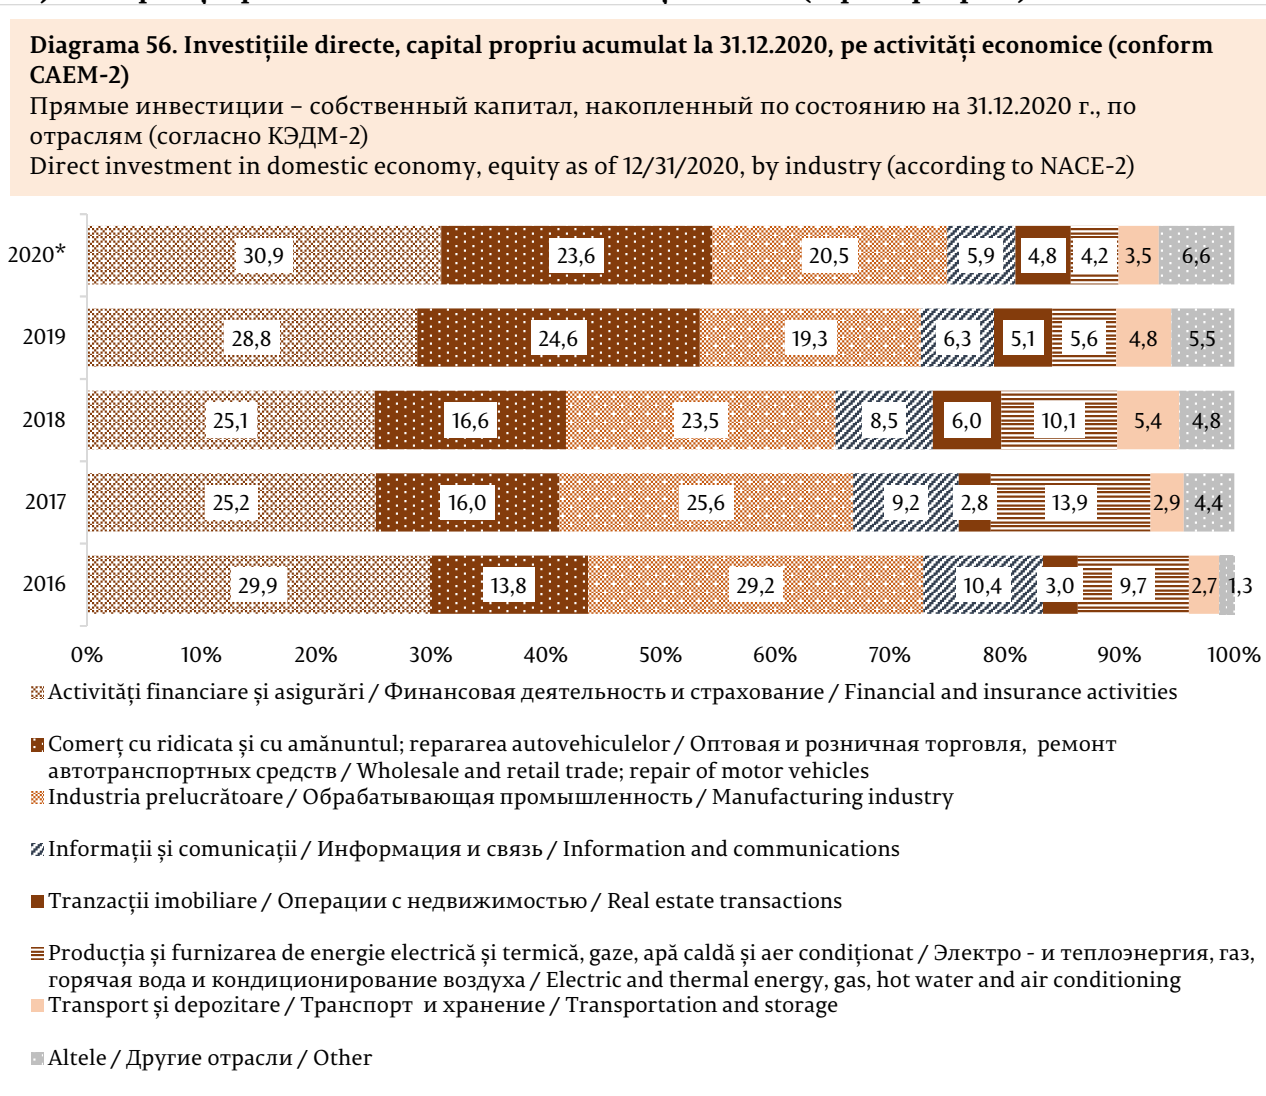 Diagrama 56. Investițiile directe, capital propriu acumulat la 31.12.2020, pe activități economice (conform
CAEM-2)
Прямые инвестиции – собственный капитал, накопленный по состоянию на 31.12.2020 г., по
отраслям (согласно КЭДМ-2)
Direct investment in domestic economy, equity as of 12/31/2020, by industry (according to NACE-2)
2020* 30,9 23,6 20,5 5,9 4,8 4,2 3,5 6,6
2019 28,8 24,6 19,3 6,3 5,1 5,6 4,8 5,5
2018 25,1 16,6 23,5 8,5 6,0 10,1 5,4 4,8
2017 25,2 16,0 25,6 9,2 2,8 13,9 2,9 4,4
2016 29,9 13,8 29,2 10,4 3,0 9,7 2,7 1,3
0% 10% 20% 30% 40% 50% 60% 70% 80% 90% 100%
Activități financiare și asigurări / Финансовая деятельность и страхование / Financial and insurance activities
Comerț cu ridicata și cu amănuntul; repararea autovehiculelor / Оптовая и розничная торговля, ремонт
автотранспортных средств / Wholesale and retail trade; repair of motor vehicles
Industria prelucrătoare / Обрабатывающая промышленность / Manufacturing industry
Informații și comunicații / Информация и связь / Information and communications
Tranzacții imobiliare / Операции с недвижимостью / Real estate transactions
Producția și furnizarea de energie electrică și termică, gaze, apă caldă și aer condiționat / Электро - и теплоэнергия, газ,
горячая вода и кондиционирование воздуха / Electric and thermal energy, gas, hot water and air conditioning
Transport și depozitare / Транспорт и хранение / Transportation and storage
Altele / Другие отрасли / Other